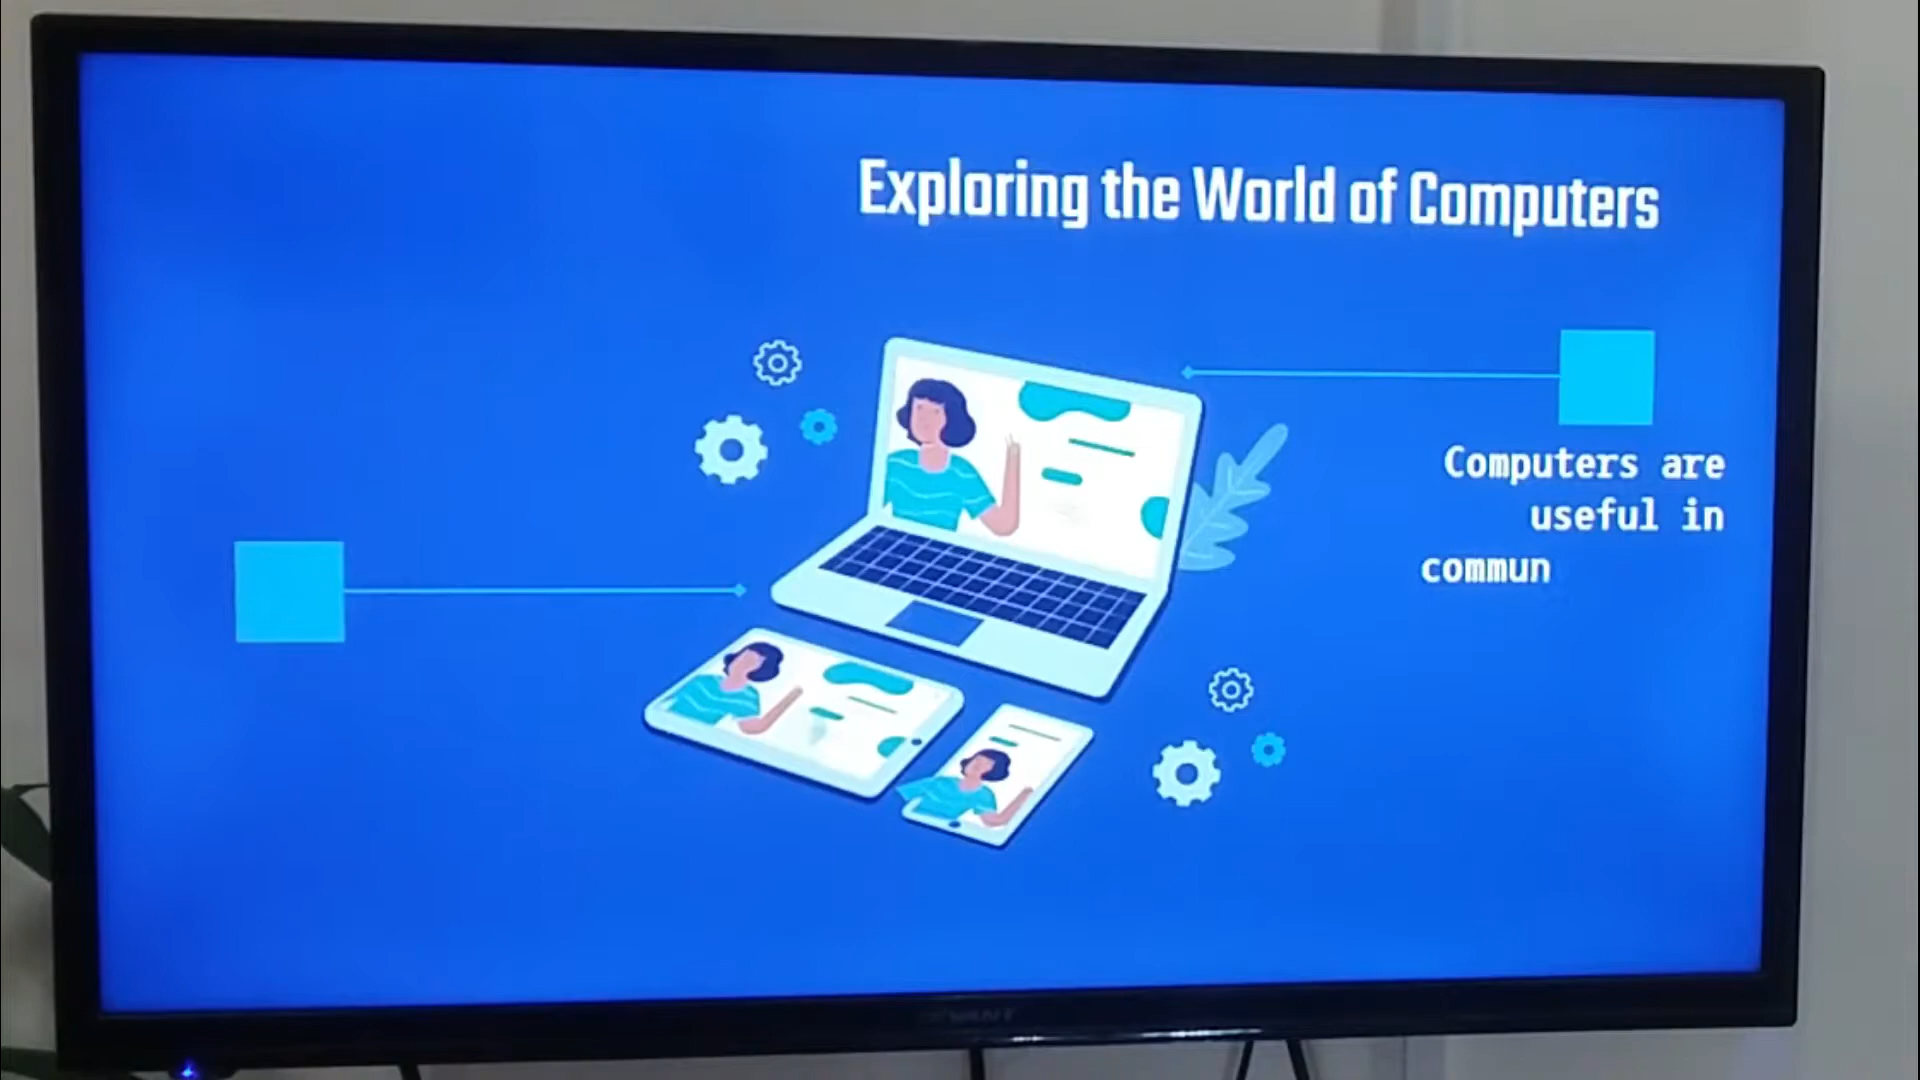 Exploring the World of Computers
Computers are
useful in
commun